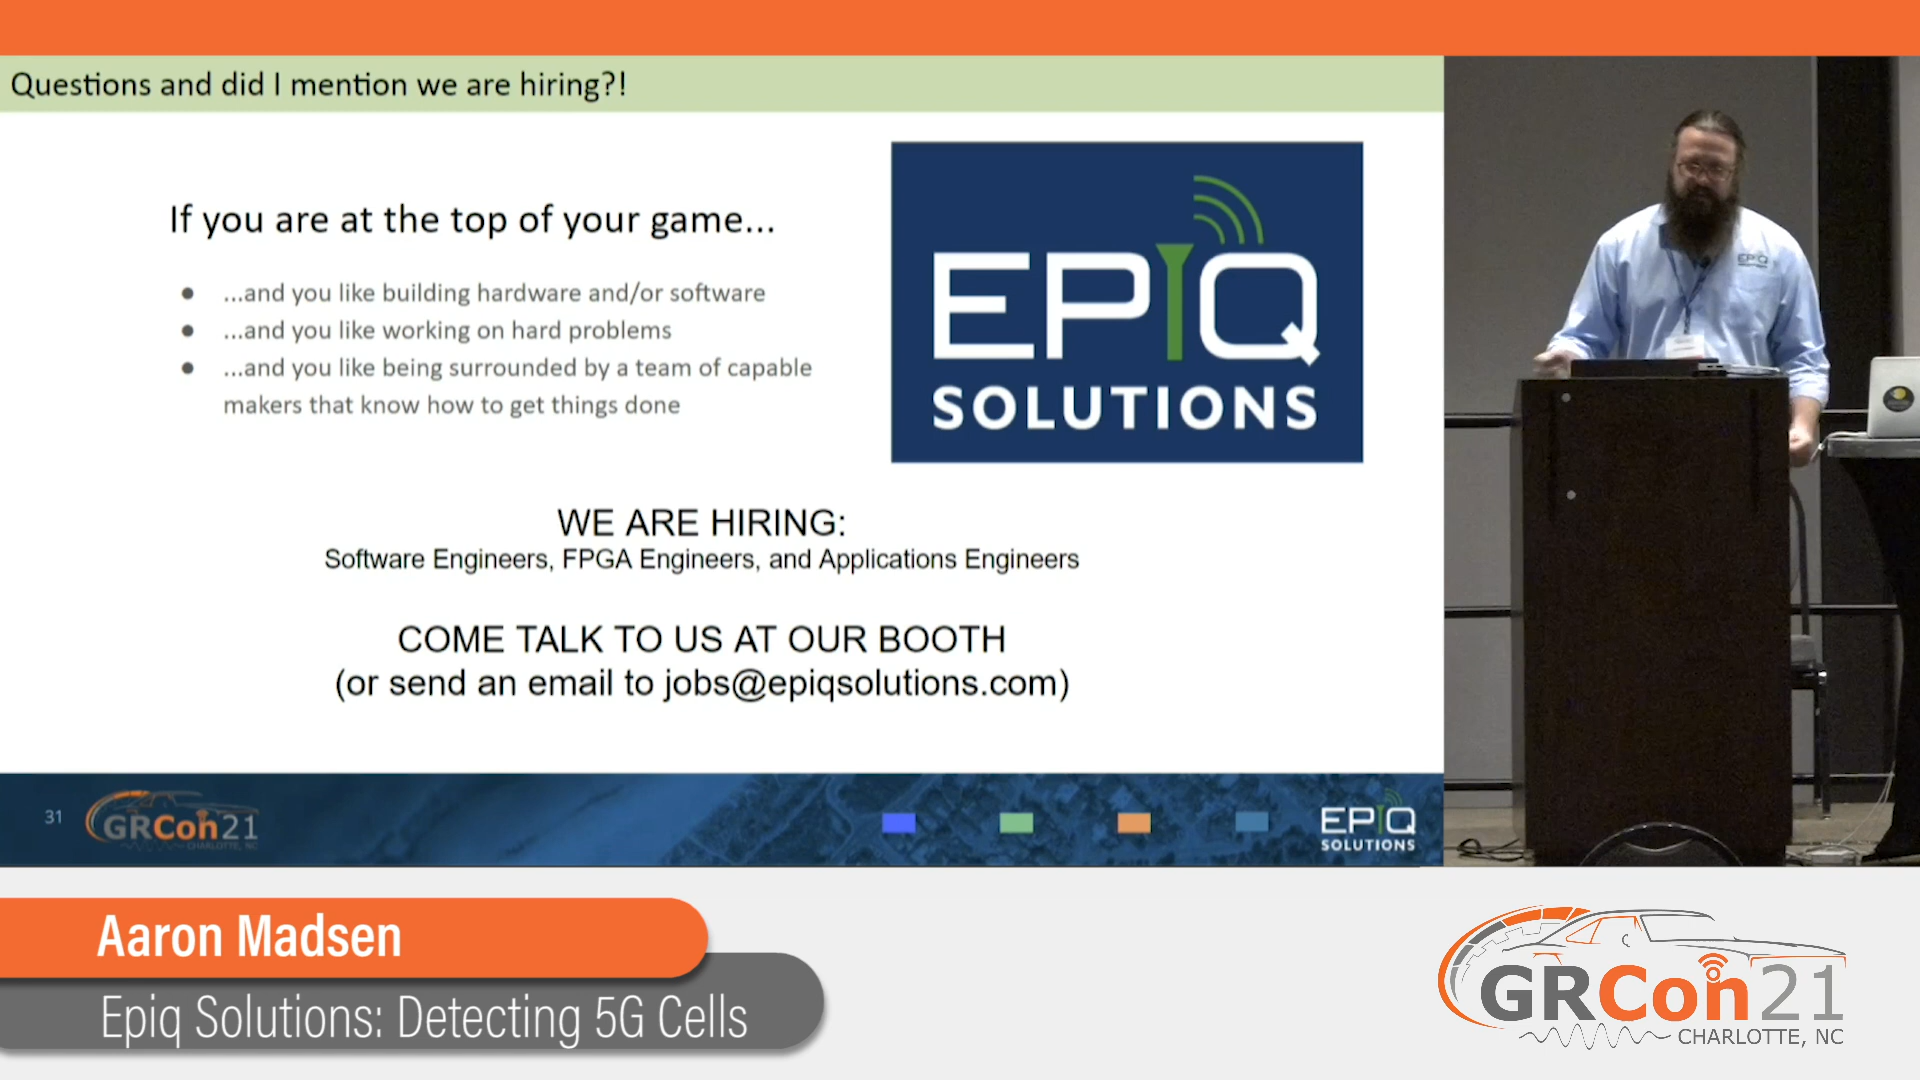 Questions and did I mention we are hiring?!
If you are at the top of your game...
● ...and you like building hardware and/or software
● ...and you like working on hard problems
● ...and you like being surrounded by a team of capable
makers that know how to get things done
EPIQ
SOLUTIONS
WE ARE HIRING:
Software Engineers, FPGA Engineers, and Applications Engineers
COME TALK TO US AT OUR BOOTH
(or send an email to jobs@epiqsolutions.com)
EPIQ
SOLUTIONS
31
GRCon21
CHARLOTTE, NC
EPIQ
SOLUTIONS
Aaron Madsen
Epiq Solutions: Detecting 5G Cells
GRCon21
CHARLOTTE, NC